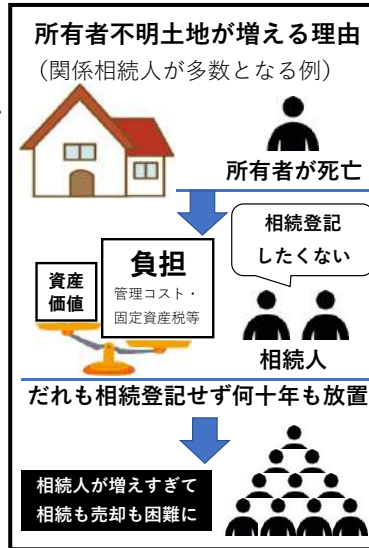 所有者不明土地が増える理由
（関係相続人が多数となる例）
所有者が死亡
相続登記
したくない
資産
価値
負担
管理コスト・
固定資産税等
相続人
だれも相続登記せず何十年も放置
相続人が増えすぎて
相続も売却も困難に